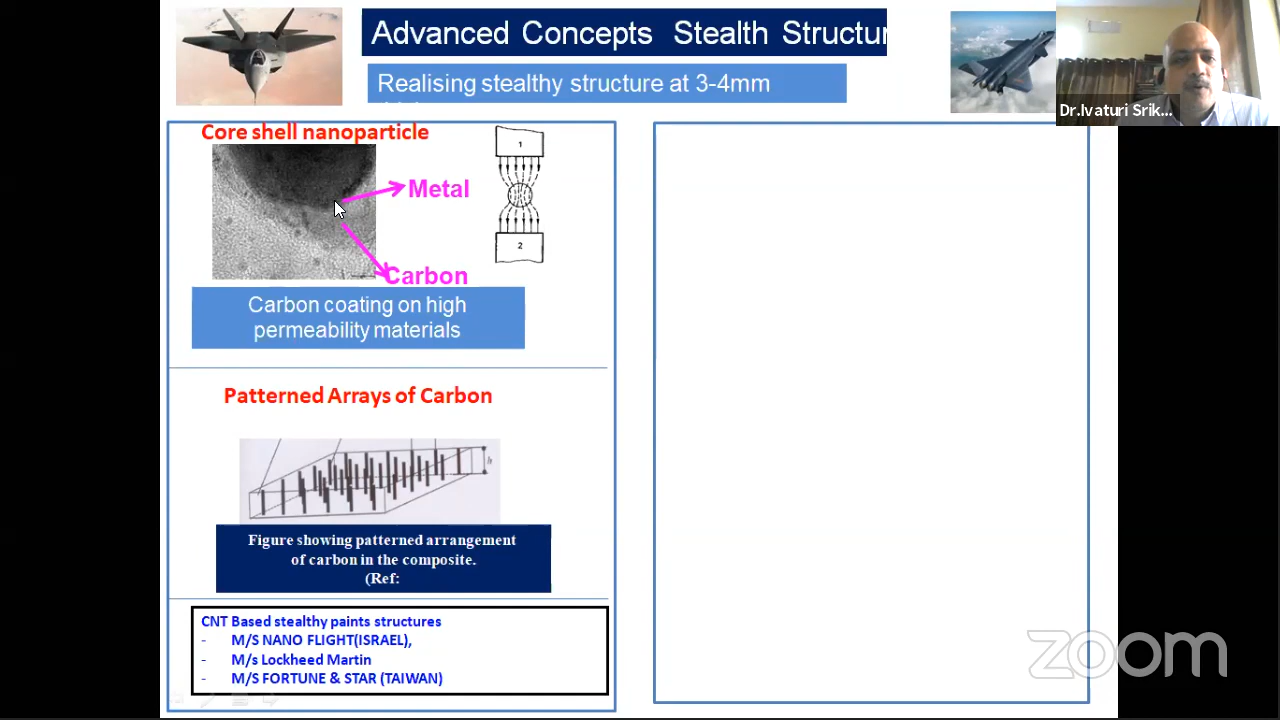 Advanced Concepts Stealth Structur
Realising stealthy structure at 3-4mm
Dr.Ivaturi Srik...
Core shell nanoparticle
1
Metal
2
Carbon
Carbon coating on high
permeability materials
Patterned Arrays of Carbon
h
Figure showing patterned arrangement
of carbon in the composite.
(Ref:
CNT Based stealthy paints structures
- M/S NANO FLIGHT(ISRAEL),
- M/s Lockheed Martin
- M/S FORTUNE & STAR (TAIWAN)
zoom